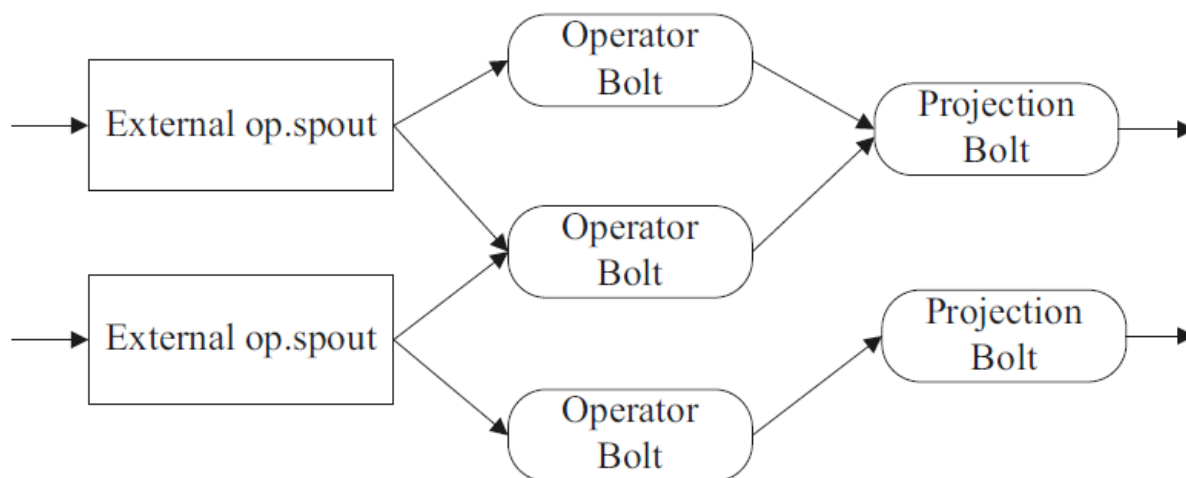 External op.spout
External op.spout
Operator
Bolt
Operator
Bolt
Operator
Bolt
Projection
Bolt
Projection
Bolt